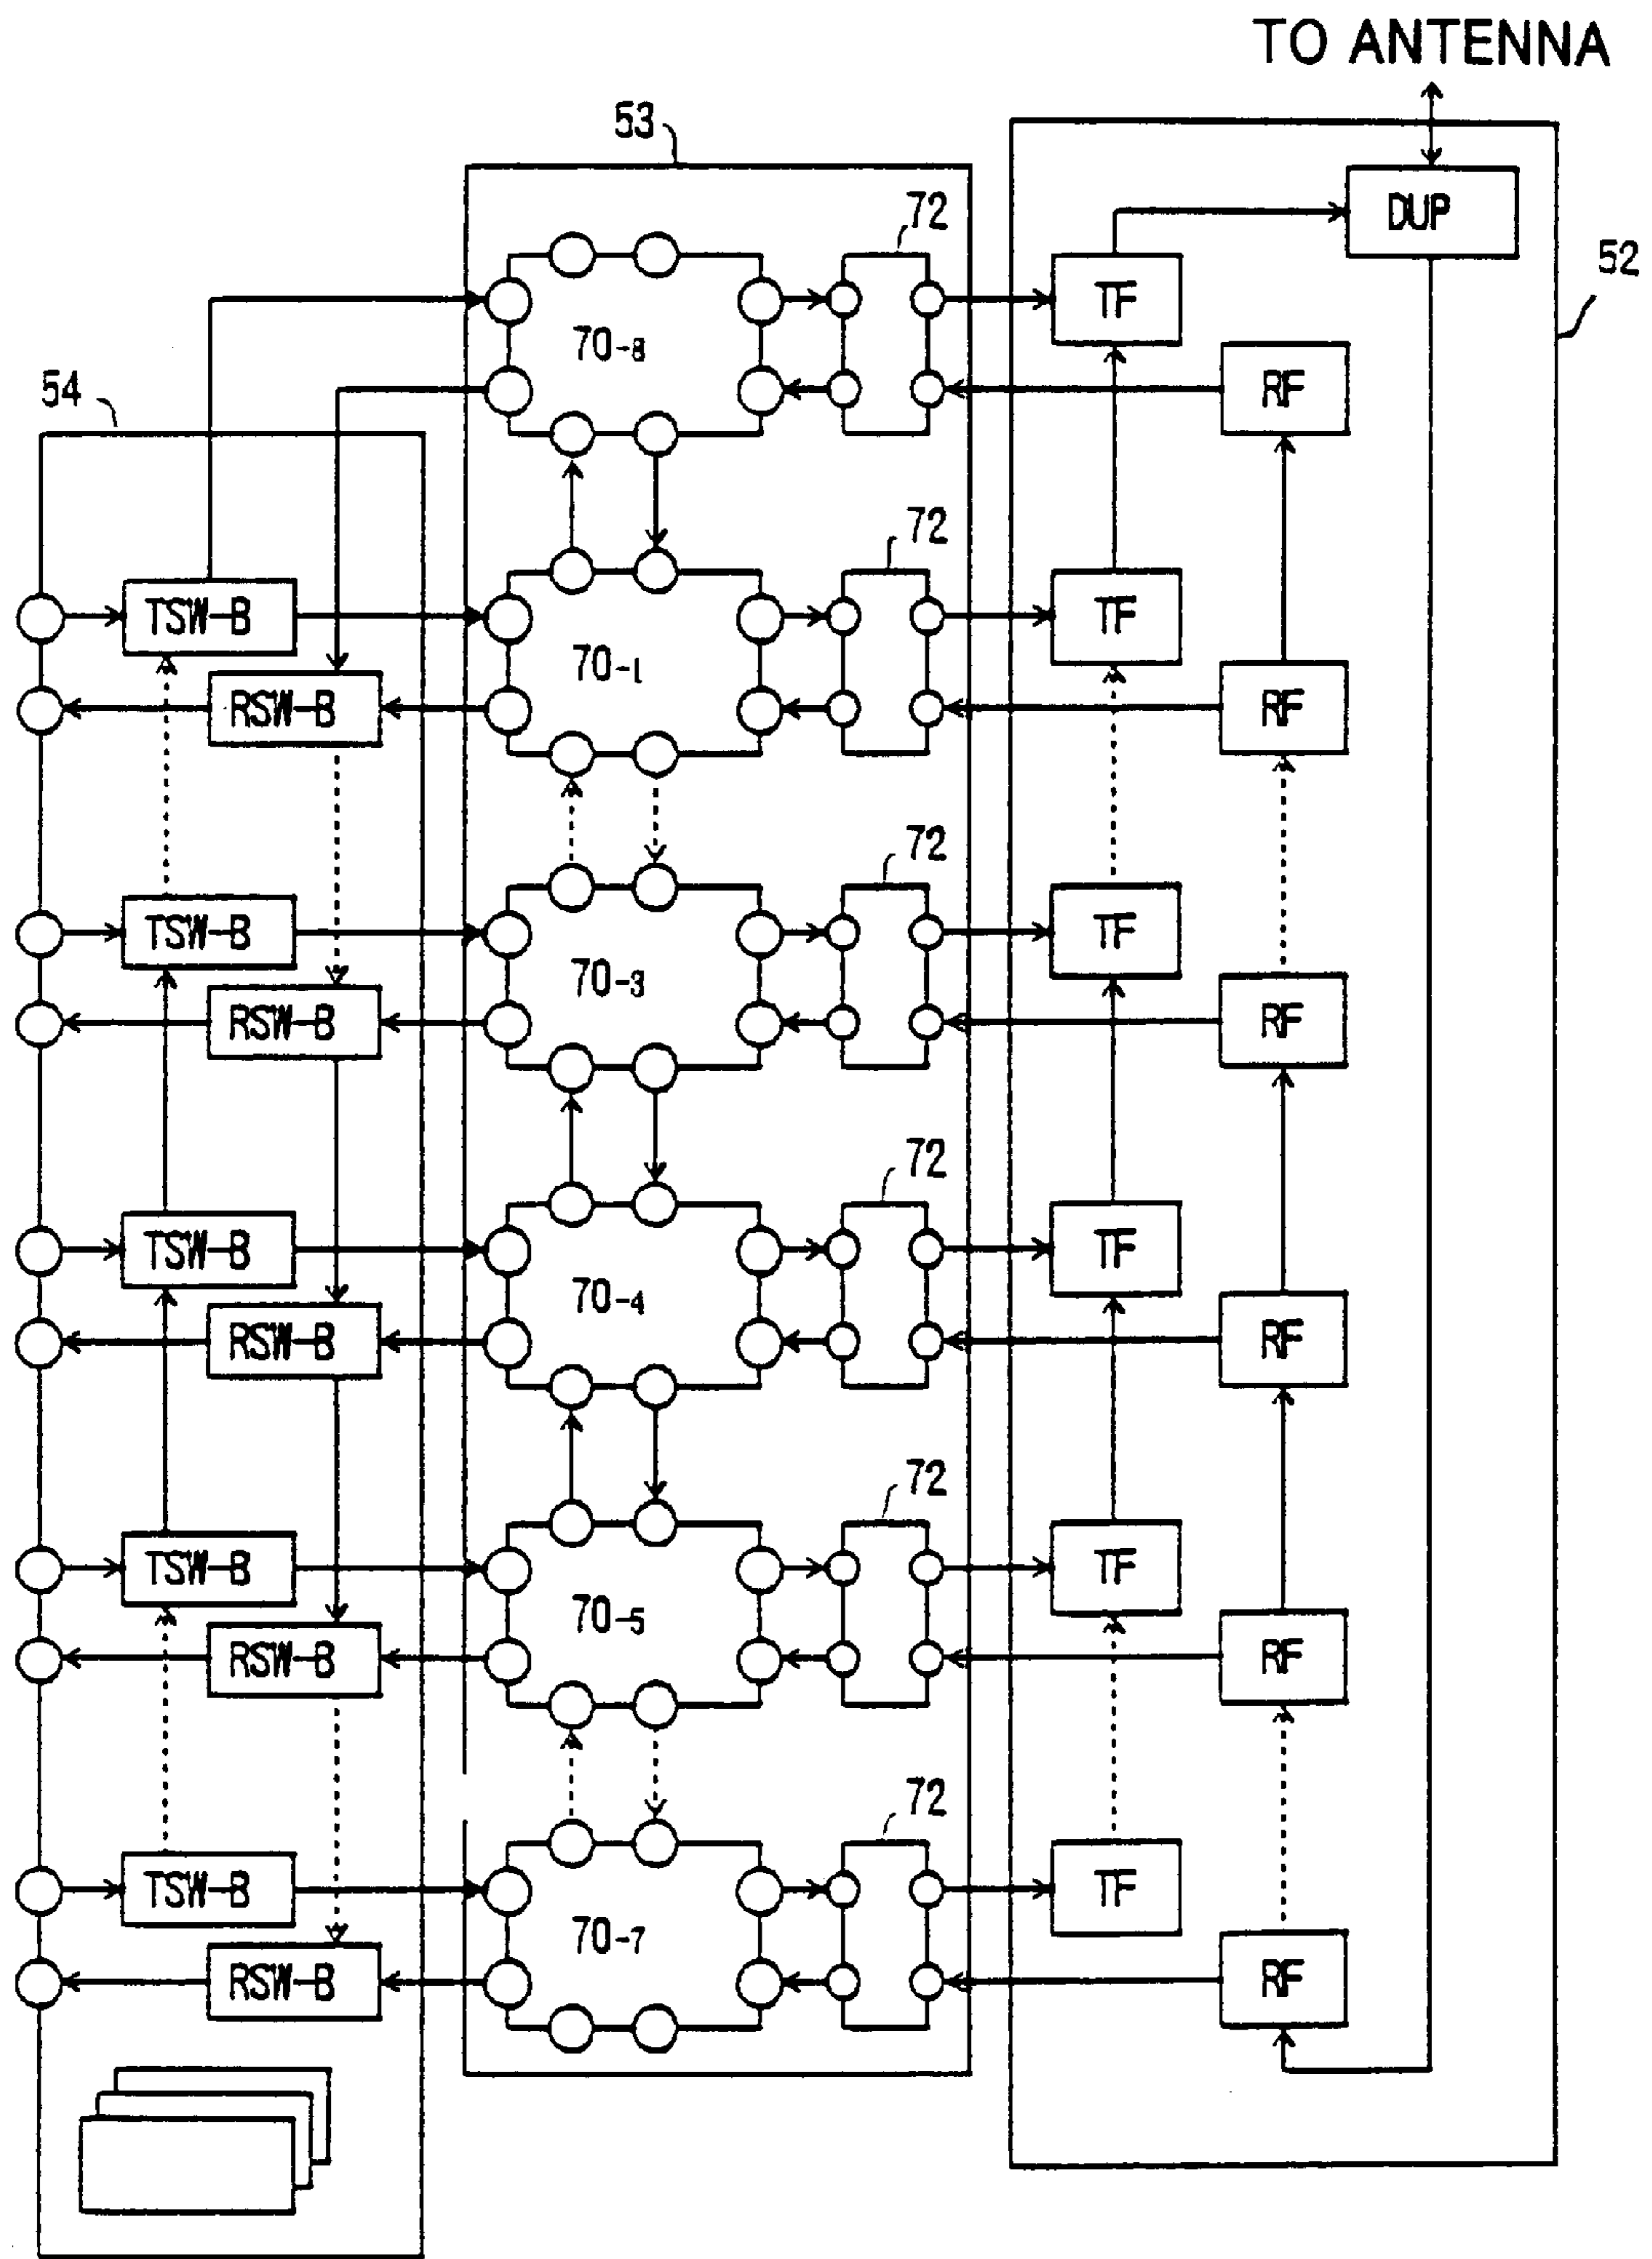 TO ANTENNA
53
DUP
72
52
TF
70-8
RF
54
72
TSW-B
TF
70-1
RSW-B
RF
72
TSW-B
TF
70-3
RSW-B
RF
72
TSW-B
TF
70-4
RSW-B
RF
72
TSW-B
TF
70-5
RSW-B
RF
72
TSW-B
TF
70-7
RSW-B
RF